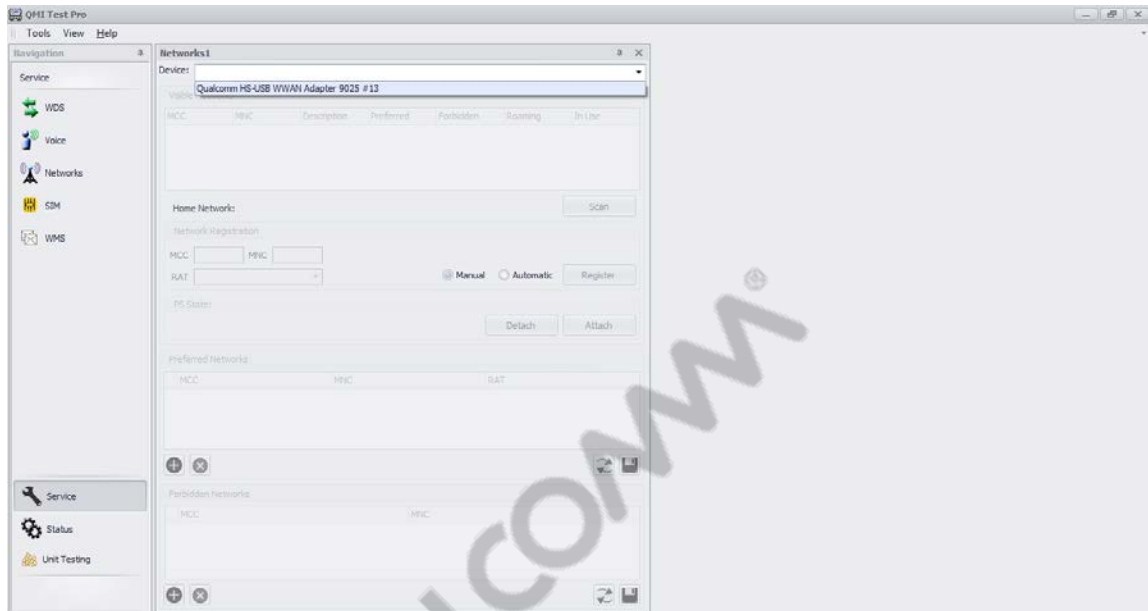 QMI Test Pro
Tools View Help
Navigation
Networks1
Service
Device:
Qualcomm HS-USB WWAN Adapter 9025 #13
WDS
MCC MNC Description Preferred Forbidden Roaming In Use
Voice
Networks
SIM
Home Network:
Scan
WMS
Network Registration
MCC MNC
RAT
Manual Automatic Register
PS State:
Detach Attach
Preferred Networks
MCC MNC RAT
Service
Forbidden Networks
MCC MNC
Status
Unit Testing
COMM